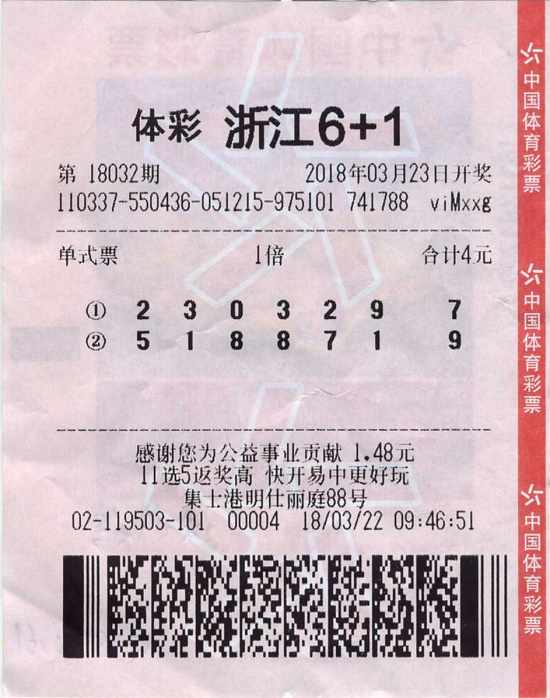 体彩 浙江6+1
第 18032期 2018年03月23日开奖
110337-550436-051215-975101 741788 viMxxg
单式票 1倍 合计4元
① 2 3 0 3 2 9 7
② 5 1 8 8 7 1 9
感谢您为公益事业贡献 1.48元
11选5返奖高 快开易中更好玩
集士港明仕丽庭88号
02-119503-101 00004 18/03/22 09:46:51
中国体育彩票
中国体育彩票
中国体育彩票